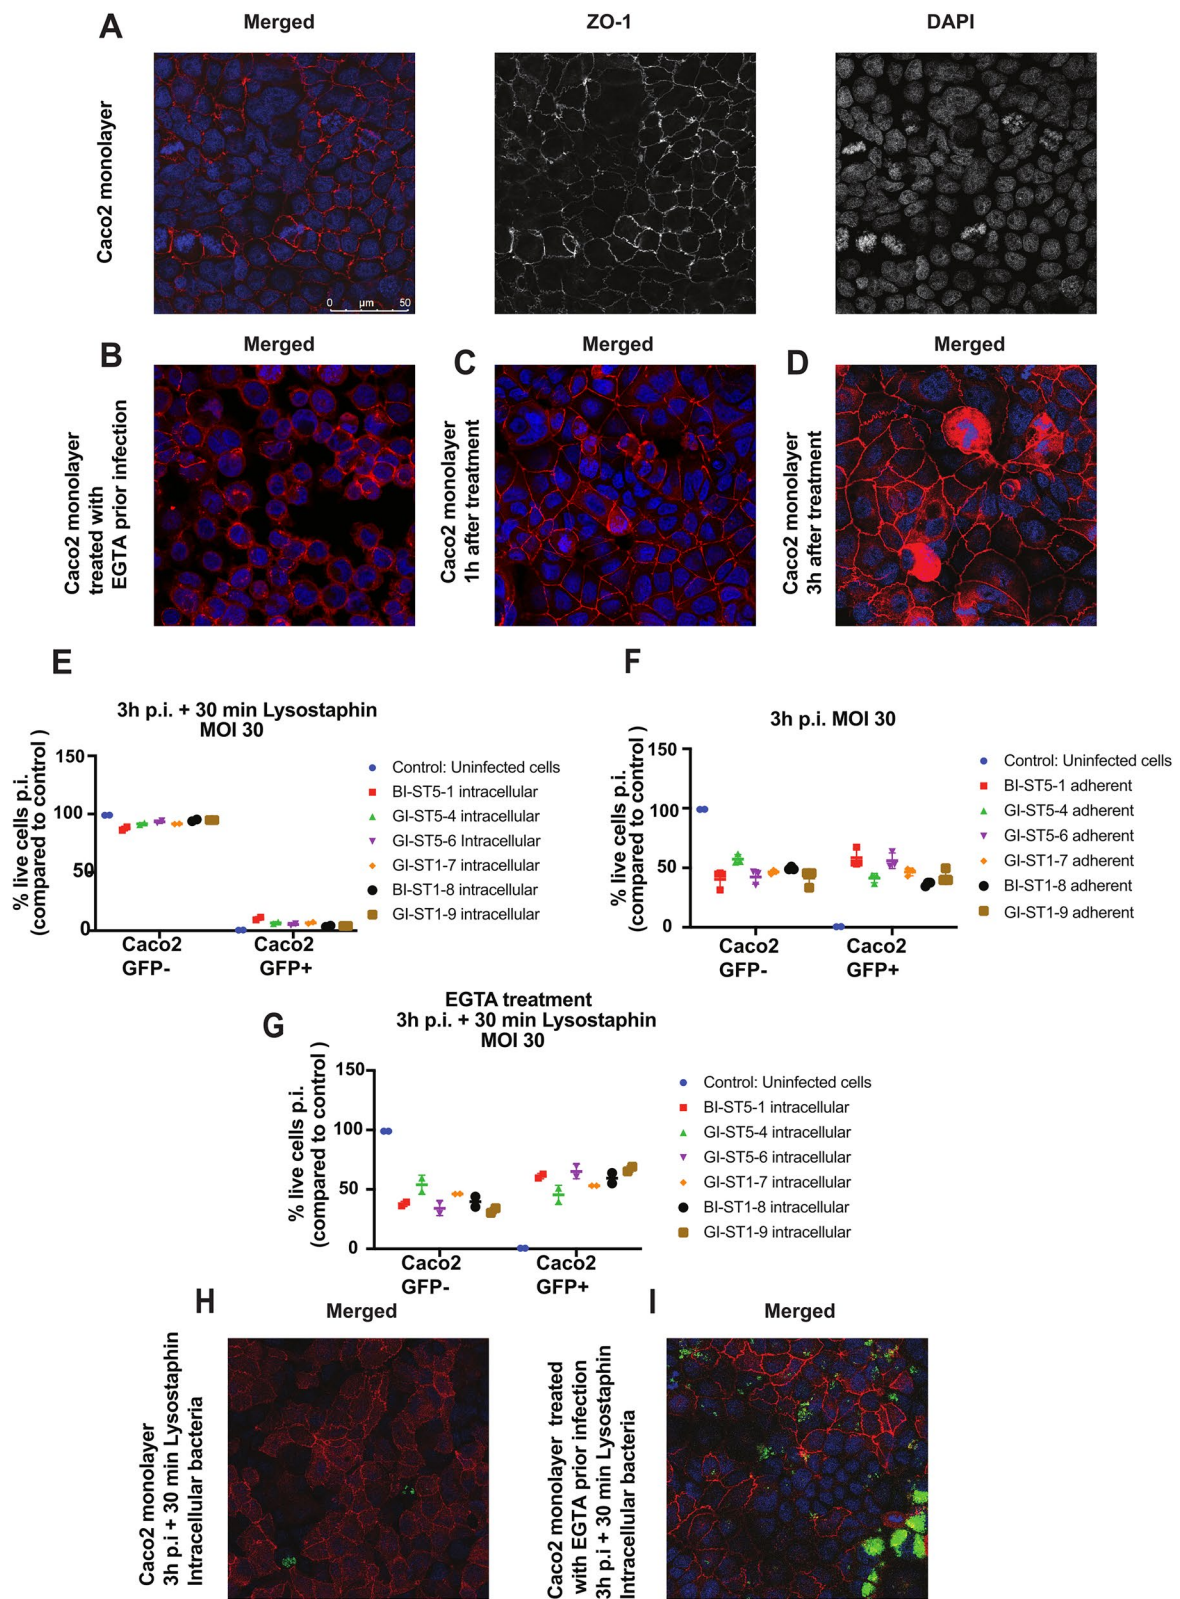 A
Merged
ZO-1
DAPI
Caco2 monolayer
0 µm 50
B
Merged
C
Merged
D
Merged
Caco2 monolayer
treated with
EGTA prior infection
Caco2 monolayer
1h after treatment
Caco2 monolayer
3h after treatment
E
3h p.i. + 30 min Lysostaphin
MOI 30
% live cells p.i.
(compared to control )
150
100
50
0
Caco2
GFP-
Caco2
GFP+
Control: Uninfected cells
BI-ST5-1 intracellular
GI-ST5-4 intracellular
GI-ST5-6 Intracellular
GI-ST1-7 intracellular
BI-ST1-8 intracellular
GI-ST1-9 intracellular
F
3h p.i. MOI 30
% live cells p.i.
(compared to control )
150
100
50
0
Caco2
GFP-
Caco2
GFP+
Control: Uninfected cells
BI-ST5-1 adherent
GI-ST5-4 adherent
GI-ST5-6 adherent
GI-ST1-7 adherent
BI-ST1-8 adherent
GI-ST1-9 adherent
G
EGTA treatment
3h p.i. + 30 min Lysostaphin
MOI 30
% live cells p.i.
(compared to control )
150
100
50
0
Caco2
GFP-
Caco2
GFP+
Control: Uninfected cells
BI-ST5-1 intracellular
GI-ST5-4 intracellular
GI-ST5-6 intracellular
GI-ST1-7 intracellular
BI-ST1-8 intracellular
GI-ST1-9 intracellular
H
Merged
Caco2 monolayer
3h p.i + 30 min Lysostaphin
Intracellular bacteria
I
Merged
Caco2 monolayer treated
with EGTA prior infection
3h p.i + 30 min Lysostaphin
Intracellular bacteria